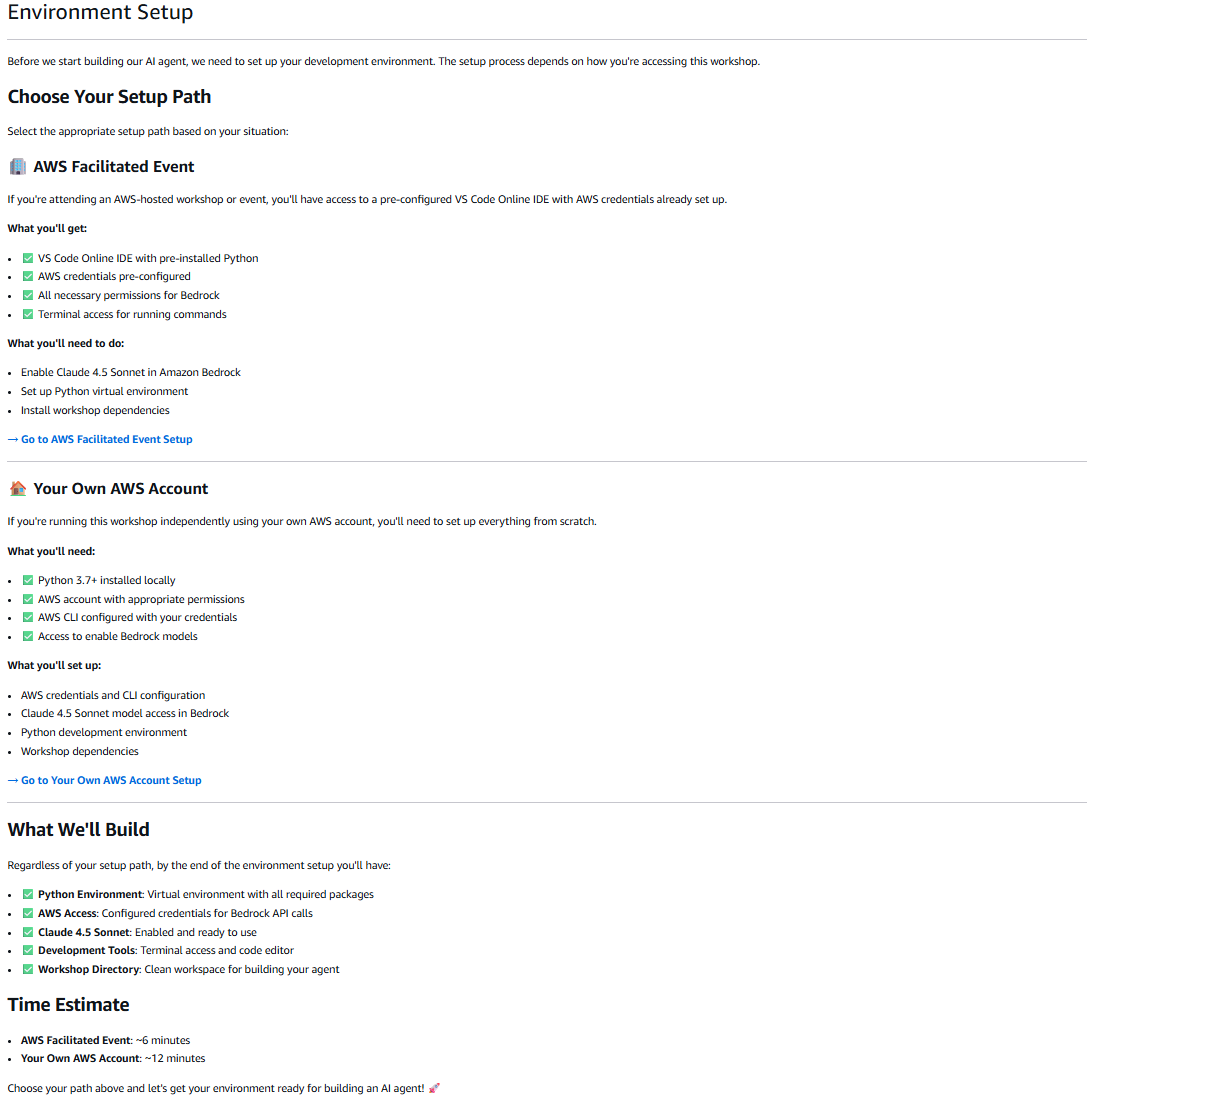 Environment Setup
Before we start building our AI agent, we need to set up your development environment. The setup process depends on how you're accessing this workshop.
Choose Your Setup Path
Select the appropriate setup path based on your situation:
🏢 AWS Facilitated Event
If you're attending an AWS-hosted workshop or event, you'll have access to a pre-configured VS Code Online IDE with AWS credentials already set up.
What you'll get:
• ✅ VS Code Online IDE with pre-installed Python
• ✅ AWS credentials pre-configured
• ✅ All necessary permissions for Bedrock
• ✅ Terminal access for running commands
What you'll need to do:
• Enable Claude 4.5 Sonnet in Amazon Bedrock
• Set up Python virtual environment
• Install workshop dependencies
→ Go to AWS Facilitated Event Setup
🏠 Your Own AWS Account
If you're running this workshop independently using your own AWS account, you'll need to set up everything from scratch.
What you'll need:
• ✅ Python 3.7+ installed locally
• ✅ AWS account with appropriate permissions
• ✅ AWS CLI configured with your credentials
• ✅ Access to enable Bedrock models
What you'll set up:
• AWS credentials and CLI configuration
• Claude 4.5 Sonnet model access in Bedrock
• Python development environment
• Workshop dependencies
→ Go to Your Own AWS Account Setup
What We'll Build
Regardless of your setup path, by the end of the environment setup you'll have:
• ✅ Python Environment: Virtual environment with all required packages
• ✅ AWS Access: Configured credentials for Bedrock API calls
• ✅ Claude 4.5 Sonnet: Enabled and ready to use
• ✅ Development Tools: Terminal access and code editor
• ✅ Workshop Directory: Clean workspace for building your agent
Time Estimate
• AWS Facilitated Event: ~6 minutes
• Your Own AWS Account: ~12 minutes
Choose your path above and let's get your environment ready for building an AI agent! 🚀